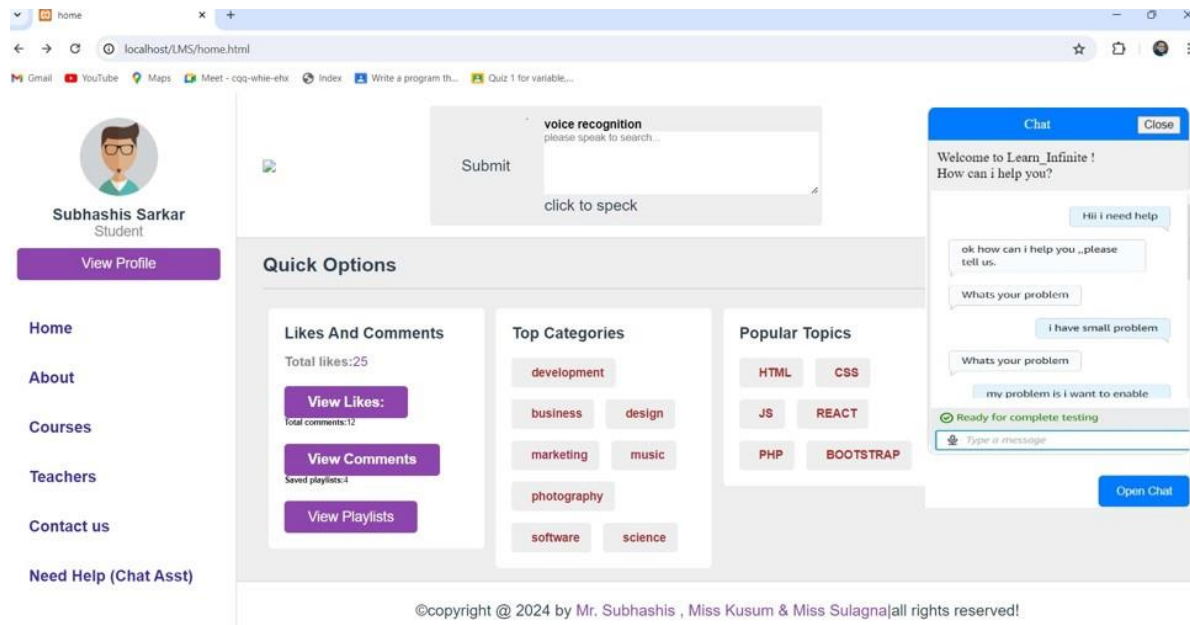 home
localhost/LMS/home.html
Gmail YouTube Maps Meet - cqq-whie-ehx Index Write a program th... Quiz 1 for variable,...
Subhashis Sarkar
Student
View Profile
Home
About
Courses
Teachers
Contact us
Need Help (Chat Asst)
voice recognition
please speak to search...
Submit
click to speck
Quick Options
Likes And Comments
Total likes:25
View Likes:
Total comments:12
View Comments
Saved playlists:4
View Playlists
Top Categories
development
business design
marketing music
photography
software science
Popular Topics
HTML CSS
JS REACT
PHP BOOTSTRAP
Chat Close
Welcome to Learn_Infinite !
How can i help you?
Hii i need help
ok how can i help you ,,please
tell us.
Whats your problem
i have small problem
Whats your problem
my problem is i want to enable
Ready for complete testing
Type a message
Open Chat
©copyright @ 2024 by Mr. Subhashis , Miss Kusum & Miss Sulagna|all rights reserved!